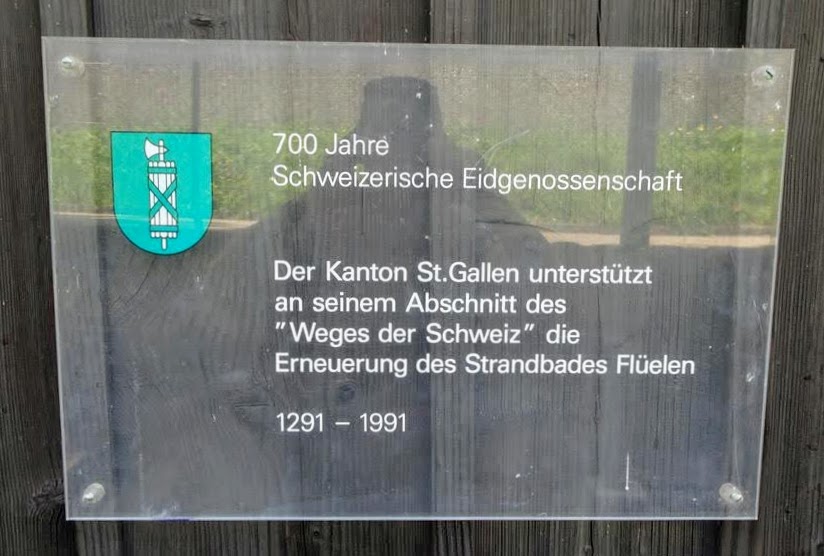 700 Jahre
Schweizerische Eidgenossenschaft
Der Kanton St.Gallen unterstützt
an seinem Abschnitt des
"Weges der Schweiz" die
Erneuerung des Strandbades Flüelen
1291 – 1991